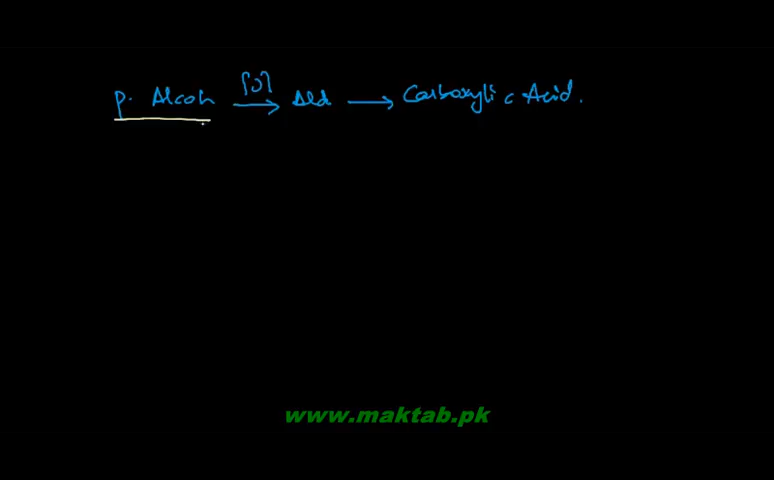 P. Alcoh [O] → Ald → Carboxylic Acid.
www.maktab.pk